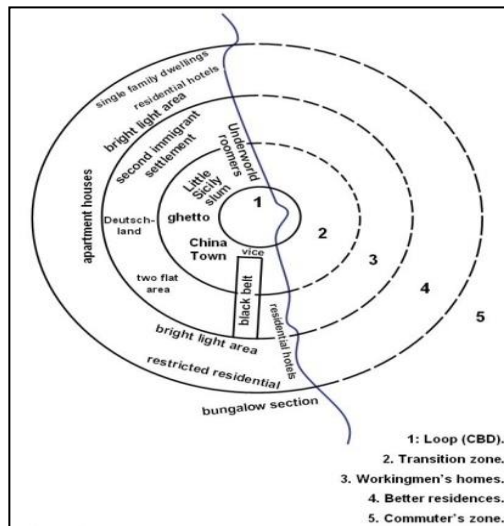 single family dwellings
residential hotels
bright light area
second immigrant
settlement
Underworld
roomers
Little
Sicily
slum
1
apartment houses
Deutsch-
land
ghetto
2
China
Town
vice
3
two flat
area
black belt
4
residential hotels
5
bright light area
restricted residential
bungalow section
1: Loop (CBD).
2. Transition zone.
3. Workingmen's homes.
4. Better residences.
5. Commuter's zone.